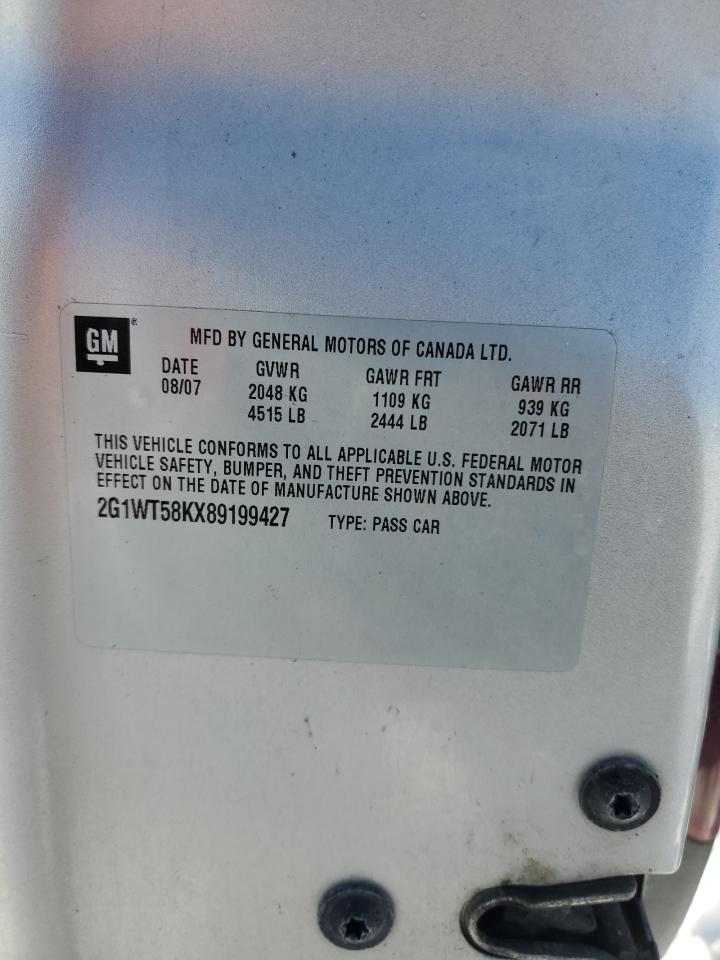 GM ®
MFD BY GENERAL MOTORS OF CANADA LTD.
DATE GVWR GAWR FRT GAWR RR
08/07 2048 KG 1109 KG 939 KG
4515 LB 2444 LB 2071 LB
THIS VEHICLE CONFORMS TO ALL APPLICABLE U.S. FEDERAL MOTOR
VEHICLE SAFETY, BUMPER, AND THEFT PREVENTION STANDARDS IN
EFFECT ON THE DATE OF MANUFACTURE SHOWN ABOVE.
2G1WT58KX89199427 TYPE: PASS CAR